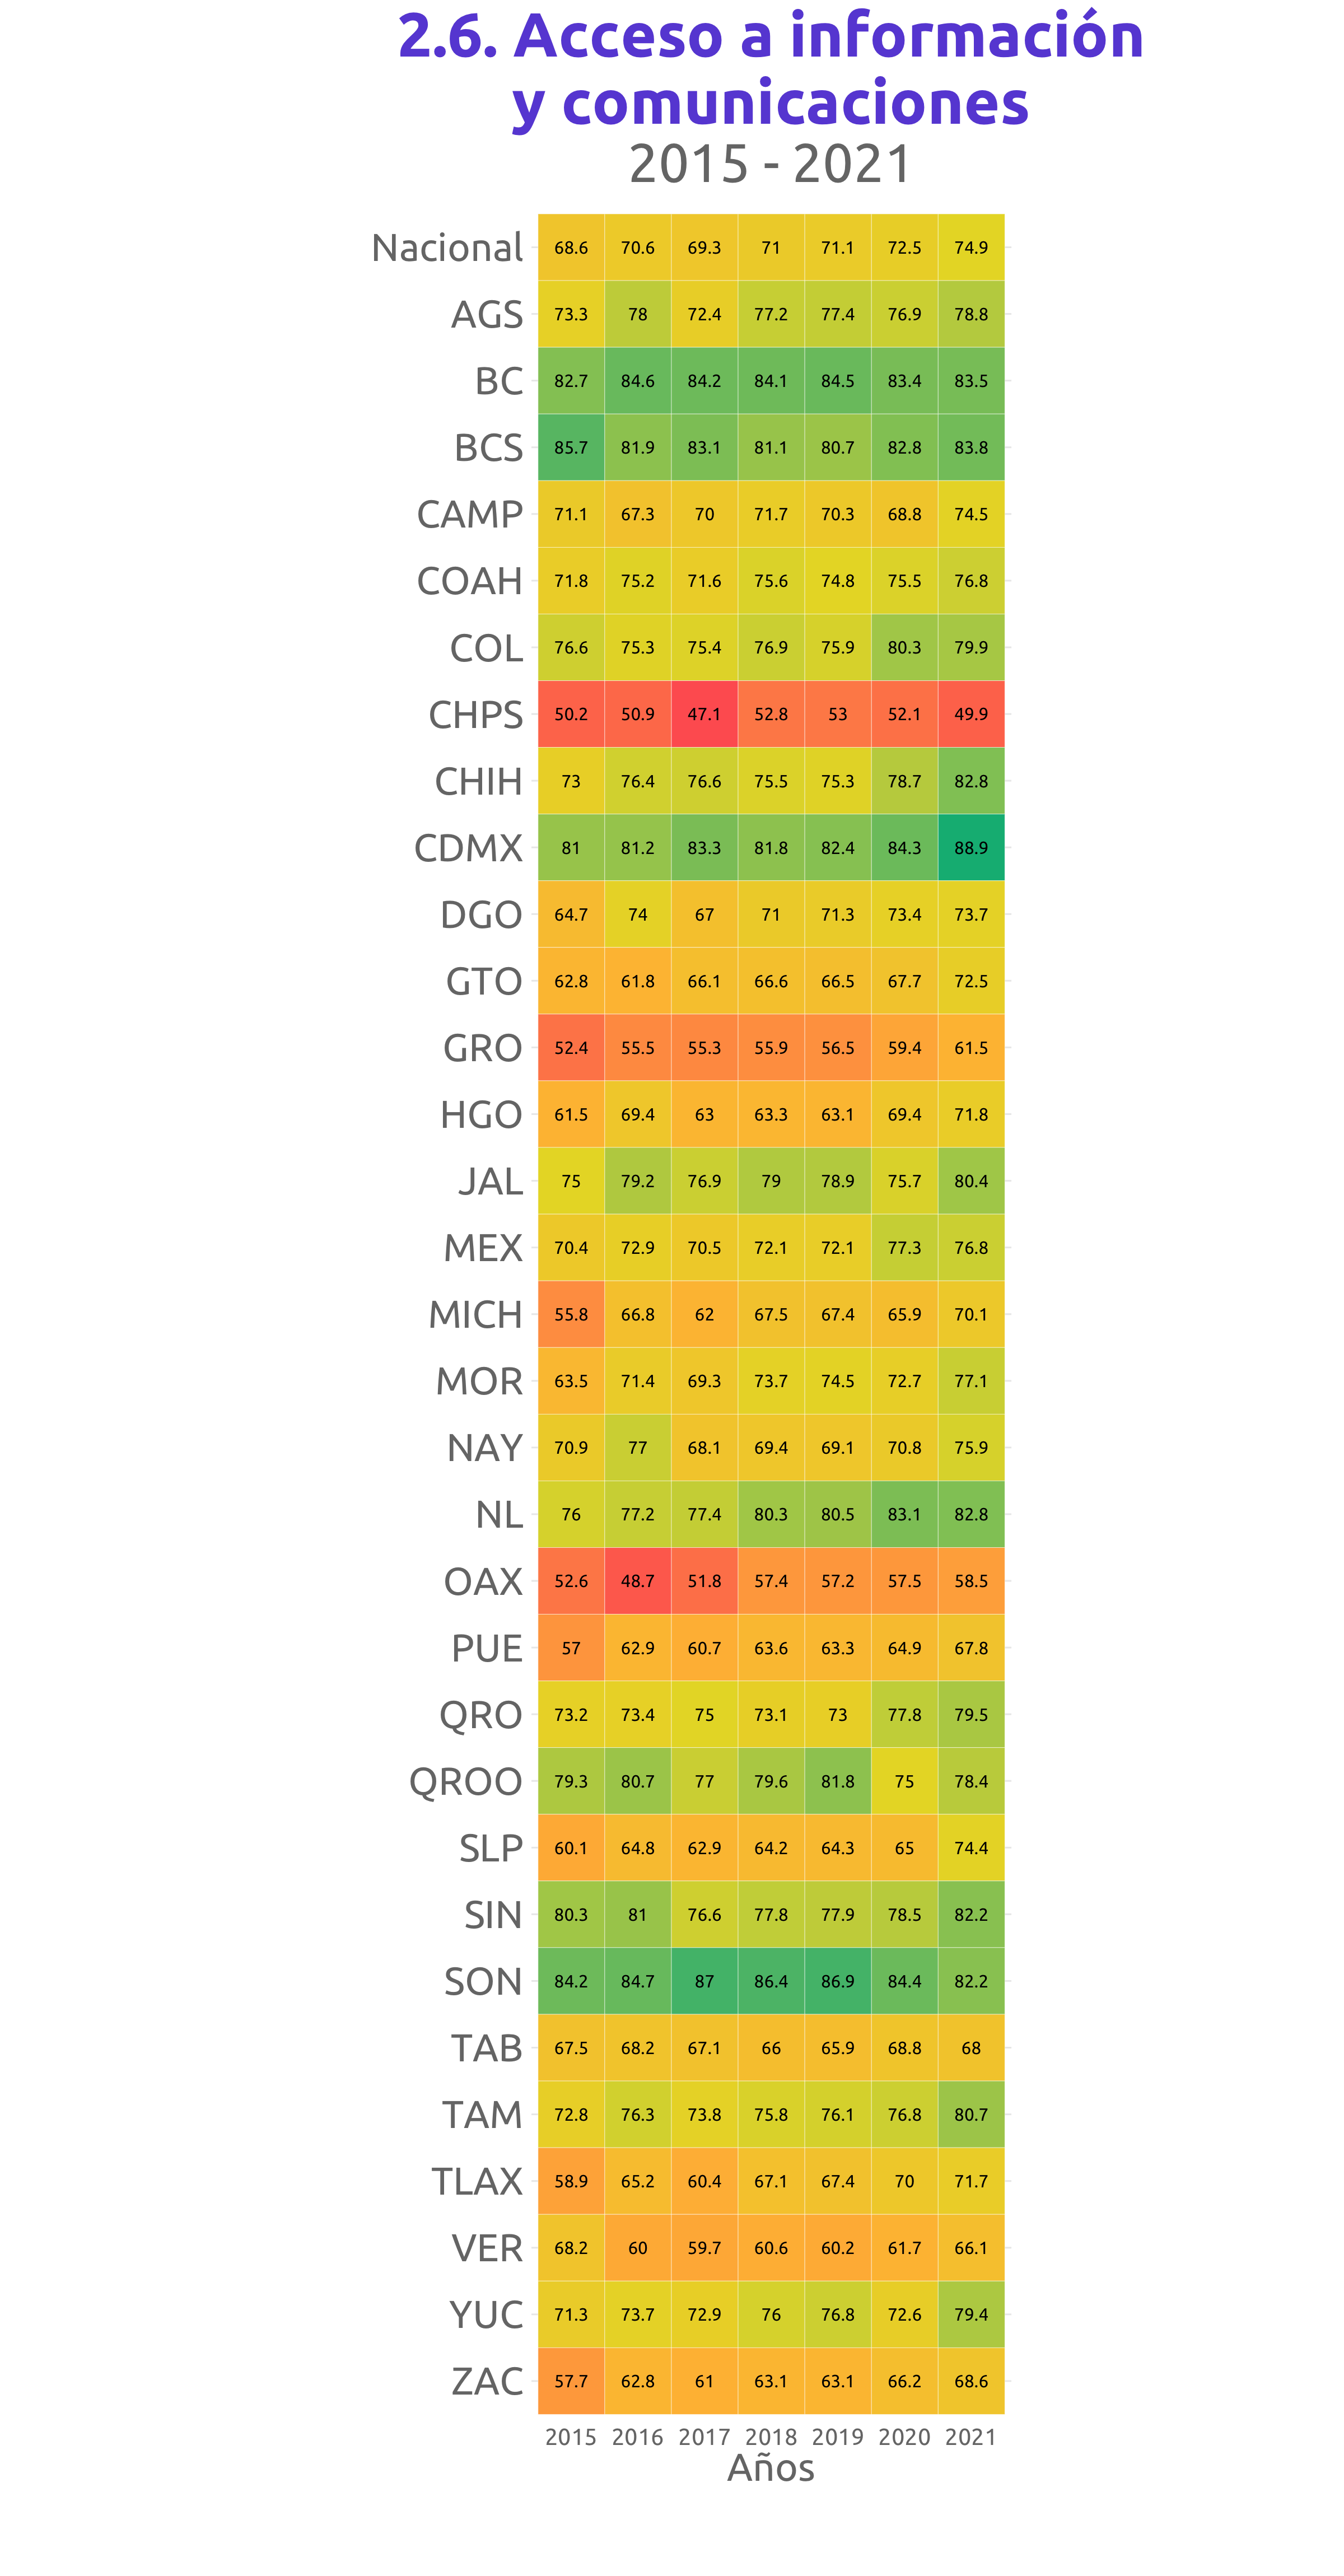 2.6. Acceso a información
y comunicaciones
2015 - 2021
Nacional 68.6 70.6 69.3 71 71.1 72.5 74.9
AGS 73.3 78 72.4 77.2 77.4 76.9 78.8
BC 82.7 84.6 84.2 84.1 84.5 83.4 83.5
BCS 85.7 81.9 83.1 81.1 80.7 82.8 83.8
CAMP 71.1 67.3 70 71.7 70.3 68.8 74.5
COAH 71.8 75.2 71.6 75.6 74.8 75.5 76.8
COL 76.6 75.3 75.4 76.9 75.9 80.3 79.9
CHPS 50.2 50.9 47.1 52.8 53 52.1 49.9
CHIH 73 76.4 76.6 75.5 75.3 78.7 82.8
CDMX 81 81.2 83.3 81.8 82.4 84.3 88.9
DGO 64.7 74 67 71 71.3 73.4 73.7
GTO 62.8 61.8 66.1 66.6 66.5 67.7 72.5
GRO 52.4 55.5 55.3 55.9 56.5 59.4 61.5
HGO 61.5 69.4 63 63.3 63.1 69.4 71.8
JAL 75 79.2 76.9 79 78.9 75.7 80.4
MEX 70.4 72.9 70.5 72.1 72.1 77.3 76.8
MICH 55.8 66.8 62 67.5 67.4 65.9 70.1
MOR 63.5 71.4 69.3 73.7 74.5 72.7 77.1
NAY 70.9 77 68.1 69.4 69.1 70.8 75.9
NL 76 77.2 77.4 80.3 80.5 83.1 82.8
OAX 52.6 48.7 51.8 57.4 57.2 57.5 58.5
PUE 57 62.9 60.7 63.6 63.3 64.9 67.8
QRO 73.2 73.4 75 73.1 73 77.8 79.5
QROO 79.3 80.7 77 79.6 81.8 75 78.4
SLP 60.1 64.8 62.9 64.2 64.3 65 74.4
SIN 80.3 81 76.6 77.8 77.9 78.5 82.2
SON 84.2 84.7 87 86.4 86.9 84.4 82.2
TAB 67.5 68.2 67.1 66 65.9 68.8 68
TAM 72.8 76.3 73.8 75.8 76.1 76.8 80.7
TLAX 58.9 65.2 60.4 67.1 67.4 70 71.7
VER 68.2 60 59.7 60.6 60.2 61.7 66.1
YUC 71.3 73.7 72.9 76 76.8 72.6 79.4
ZAC 57.7 62.8 61 63.1 63.1 66.2 68.6
2015 2016 2017 2018 2019 2020 2021
Años